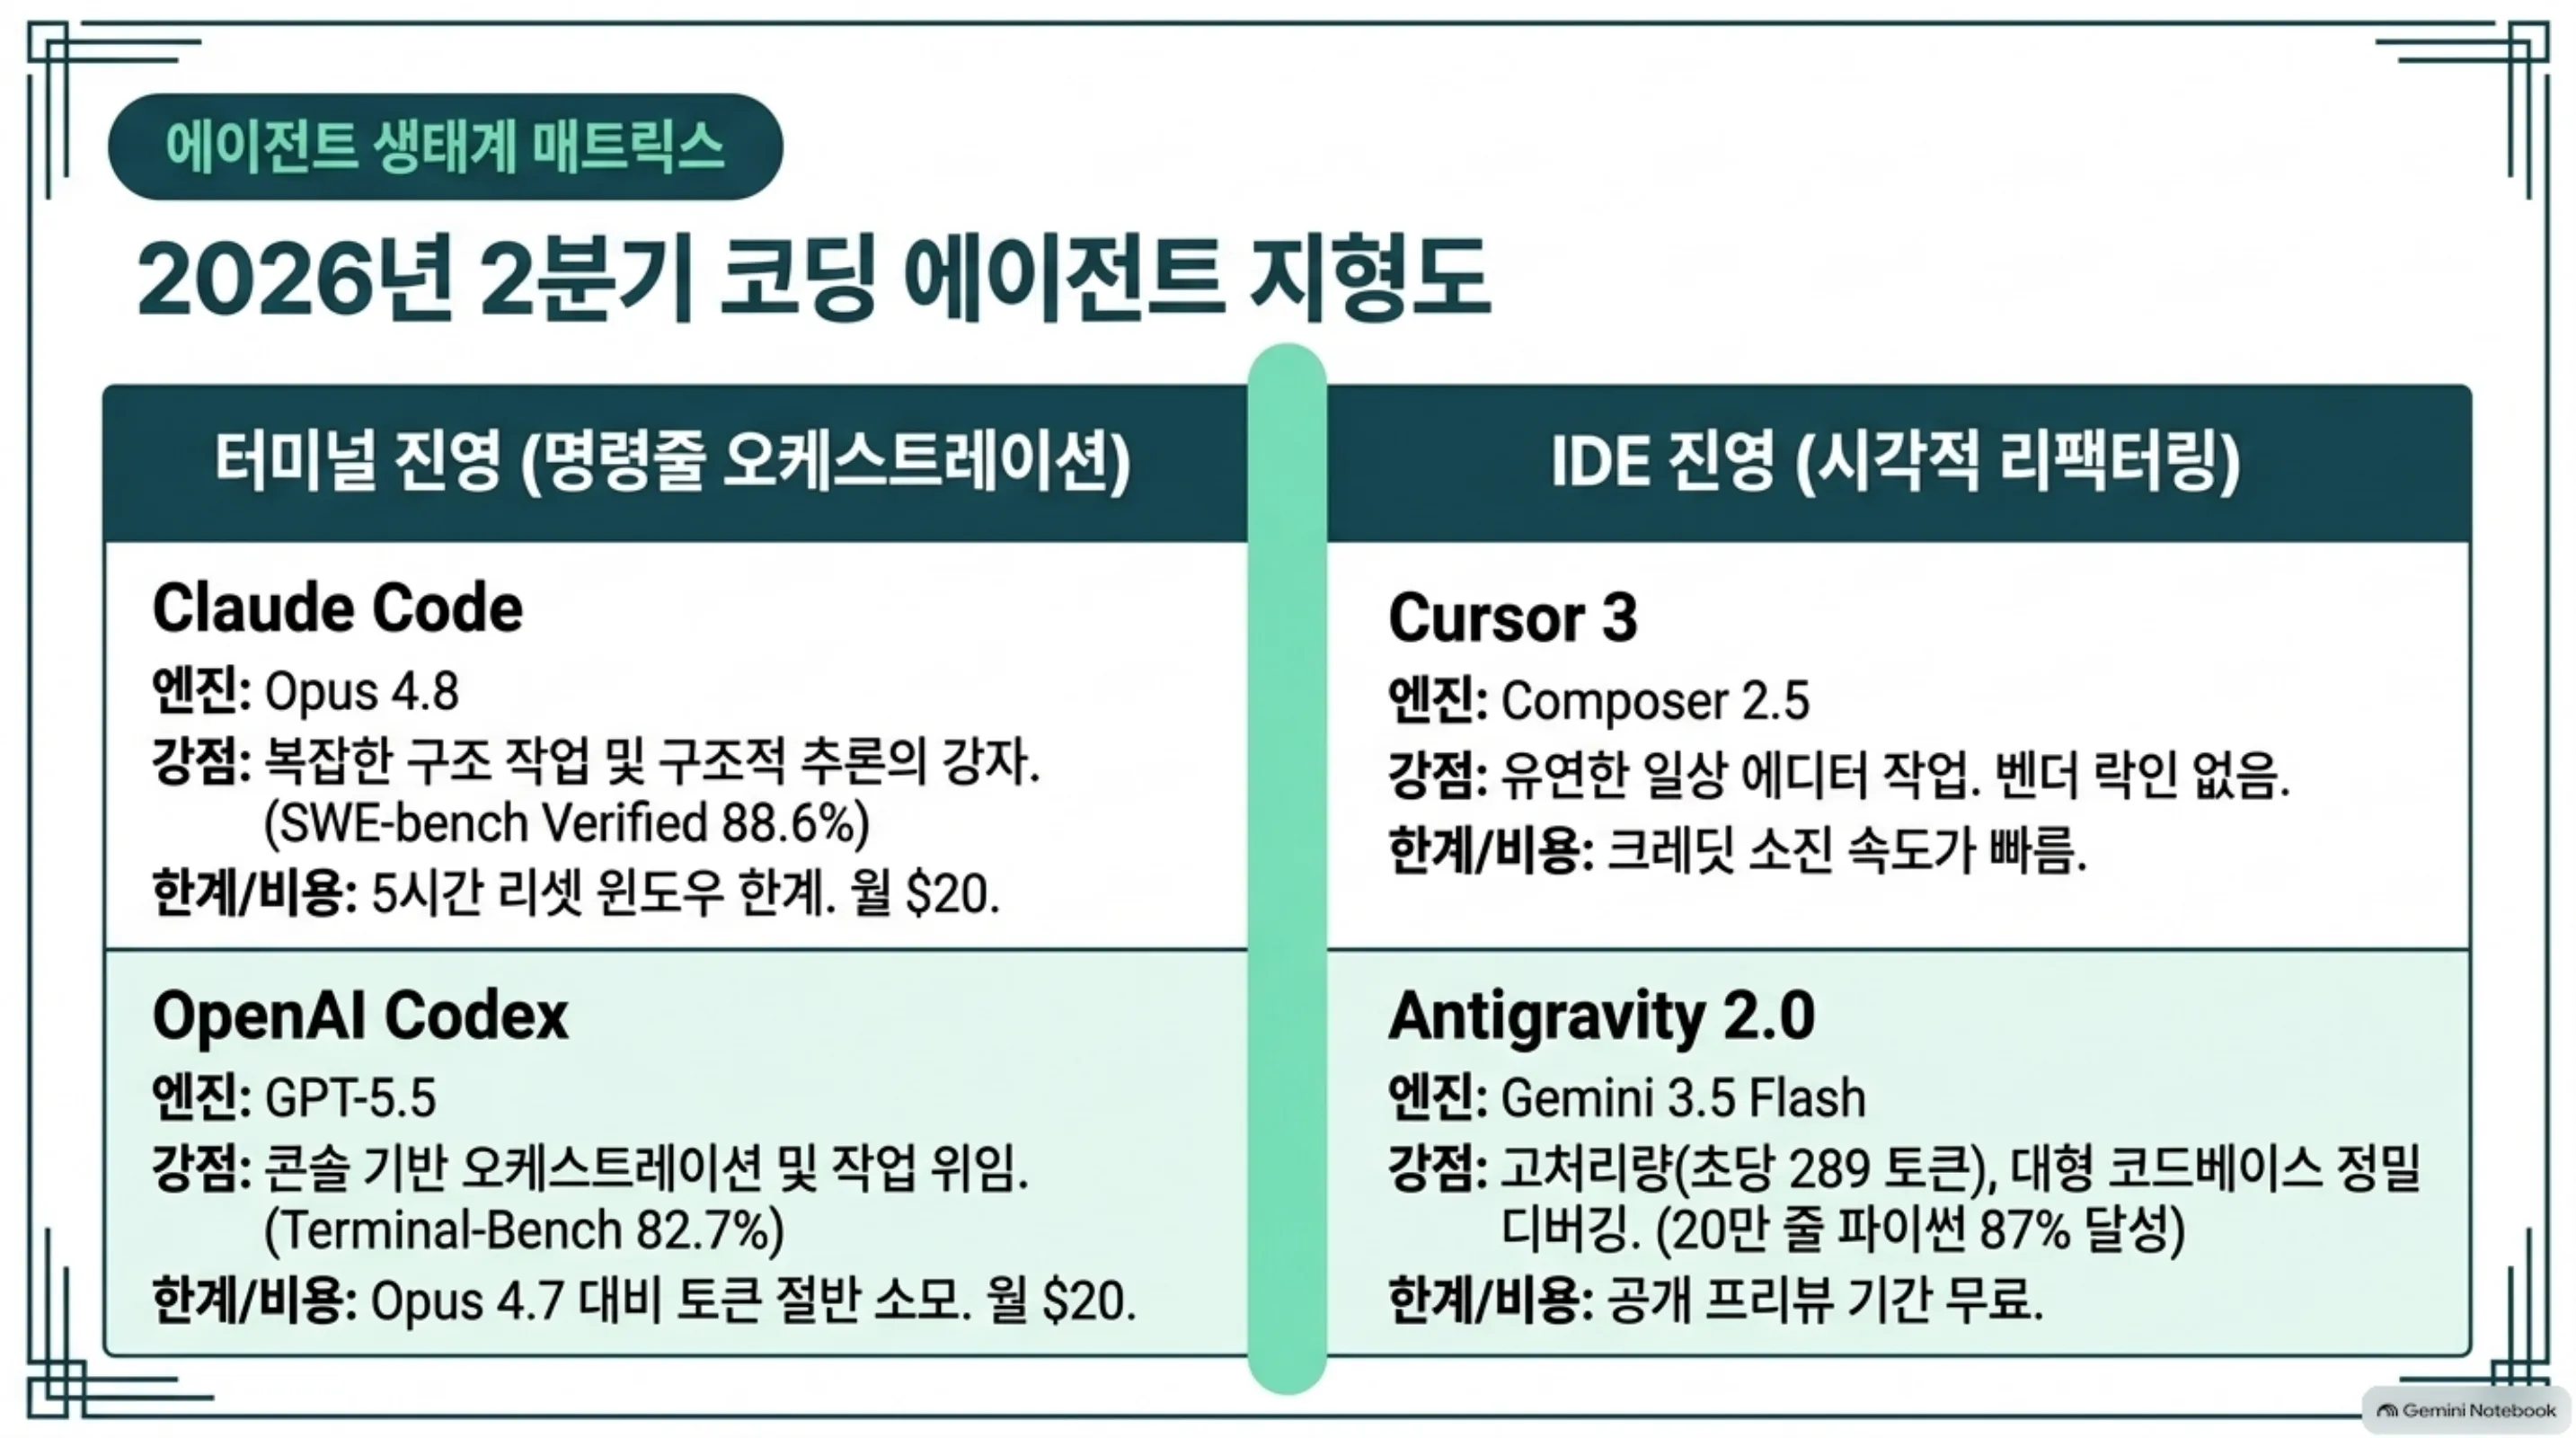 에이전트 생태계 매트릭스
2026년 2분기 코딩 에이전트 지형도
터미널 진영 (명령줄 오케스트레이션)
Claude Code
엔진: Opus 4.8
강점: 복잡한 구조 작업 및 구조적 추론의 강자.
(SWE-bench Verified 88.6%)
한계/비용: 5시간 리셋 윈도우 한계. 월 $20.
OpenAI Codex
엔진: GPT-5.5
강점: 콘솔 기반 오케스트레이션 및 작업 위임.
(Terminal-Bench 82.7%)
한계/비용: Opus 4.7 대비 토큰 절반 소모. 월 $20.
IDE 진영 (시각적 리팩터링)
Cursor 3
엔진: Composer 2.5
강점: 유연한 일상 에디터 작업. 벤더 락인 없음.
한계/비용: 크레딧 소진 속도가 빠름.
Antigravity 2.0
엔진: Gemini 3.5 Flash
강점: 고처리량(초당 289 토큰), 대형 코드베이스 정밀
디버깅. (20만 줄 파이썬 87% 달성)
한계/비용: 공개 프리뷰 기간 무료.
Gemini Notebook